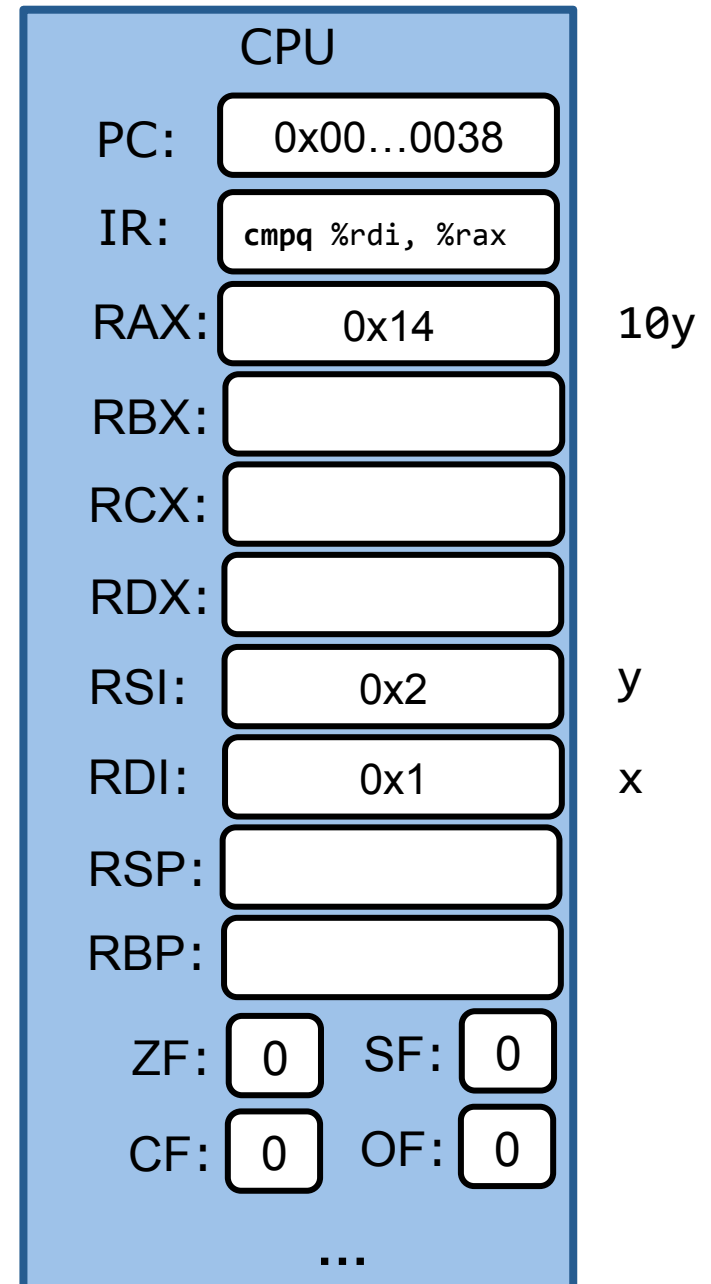 CPU
PC: 0x00…0038
IR: cmpq %rdi, %rax
RAX: 0x14 10y
RBX:
RCX:
RDX:
RSI: 0x2 y
RDI: 0x1 x
RSP:
RBP:
ZF: 0 SF: 0
CF: 0 OF: 0
…